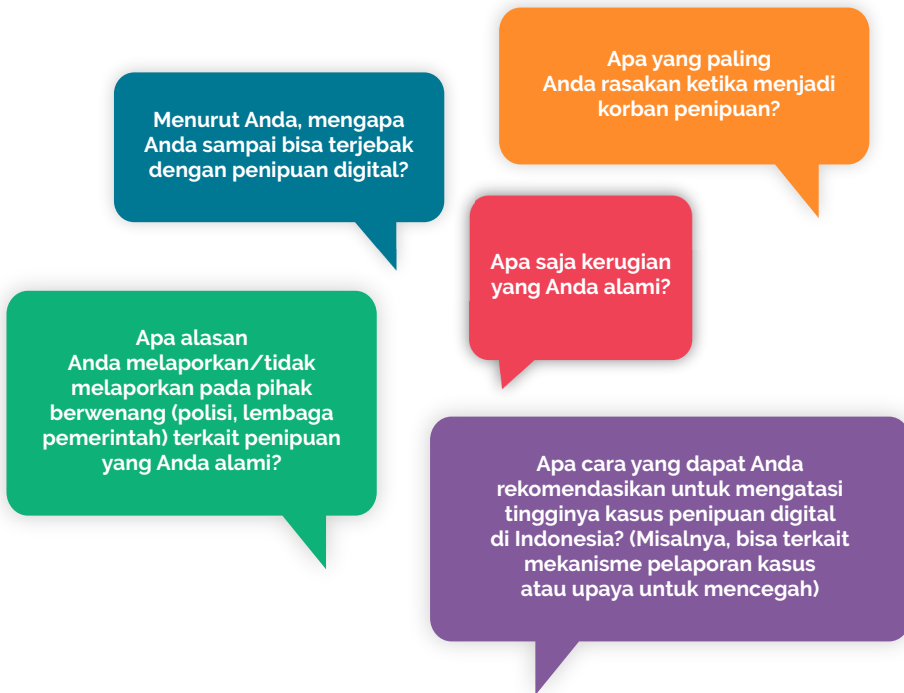 Apa yang paling
Anda rasakan ketika menjadi
korban penipuan?
Menurut Anda, mengapa
Anda sampai bisa terjebak
dengan penipuan digital?
Apa saja kerugian
yang Anda alami?
Apa alasan
Anda melaporkan/tidak
melaporkan pada pihak
berwenang (polisi, lembaga
pemerintah) terkait penipuan
yang Anda alami?
Apa cara yang dapat Anda
rekomendasikan untuk mengatasi
tingginya kasus penipuan digital
di Indonesia? (Misalnya, bisa terkait
mekanisme pelaporan kasus
atau upaya untuk mencegah)